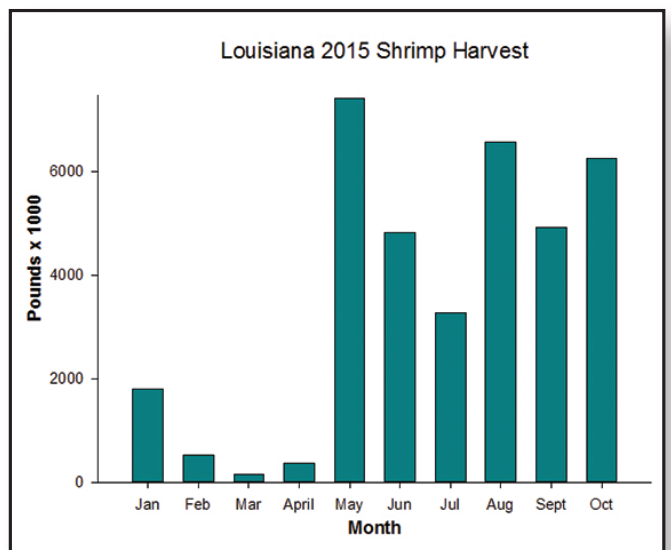 Louisiana 2015 Shrimp Harvest
Pounds x 1000
6000
4000
2000
0
Jan Feb Mar April May Jun Jul Aug Sept Oct
Month